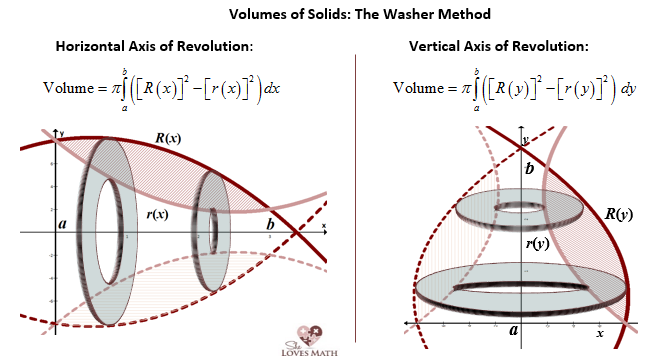 Volumes of Solids: The Washer Method
Horizontal Axis of Revolution:
Volume = π∫ₐᵇ([R(x)]² −[r(x)]²)dx
y
R(x)
r(x)
a
b
x
She
LOVES MATH
Vertical Axis of Revolution:
Volume = π∫ₐᵇ([R(y)]² −[r(y)]²) dy
y
b
R(y)
r(y)
a
x